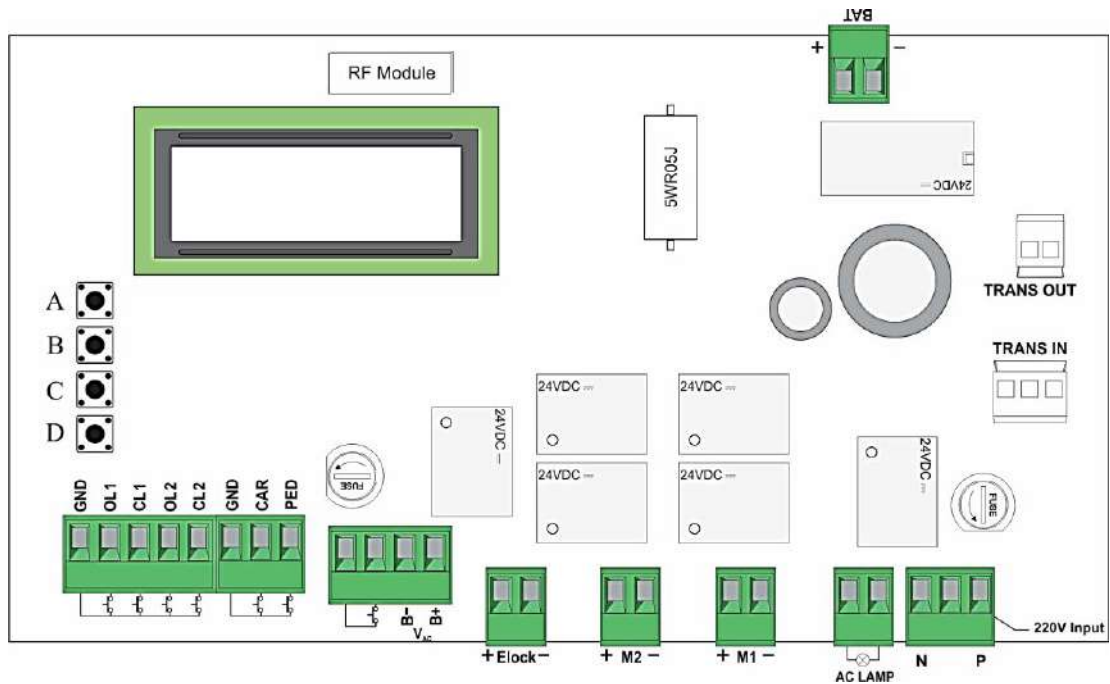 BAT
+ −
RF Module
5WR05J
24VDC
TRANS OUT
TRANS IN
A
B
C
D
24VDC
24VDC
24VDC
24VDC
24VDC
24VDC
FUSE
FUSE
GND OL1 CL1 OL2 CL2 GND CAR PED
B- B+
VAC
+ Elock −
+ M2 −
+ M1 −
AC LAMP
N P
220V Input